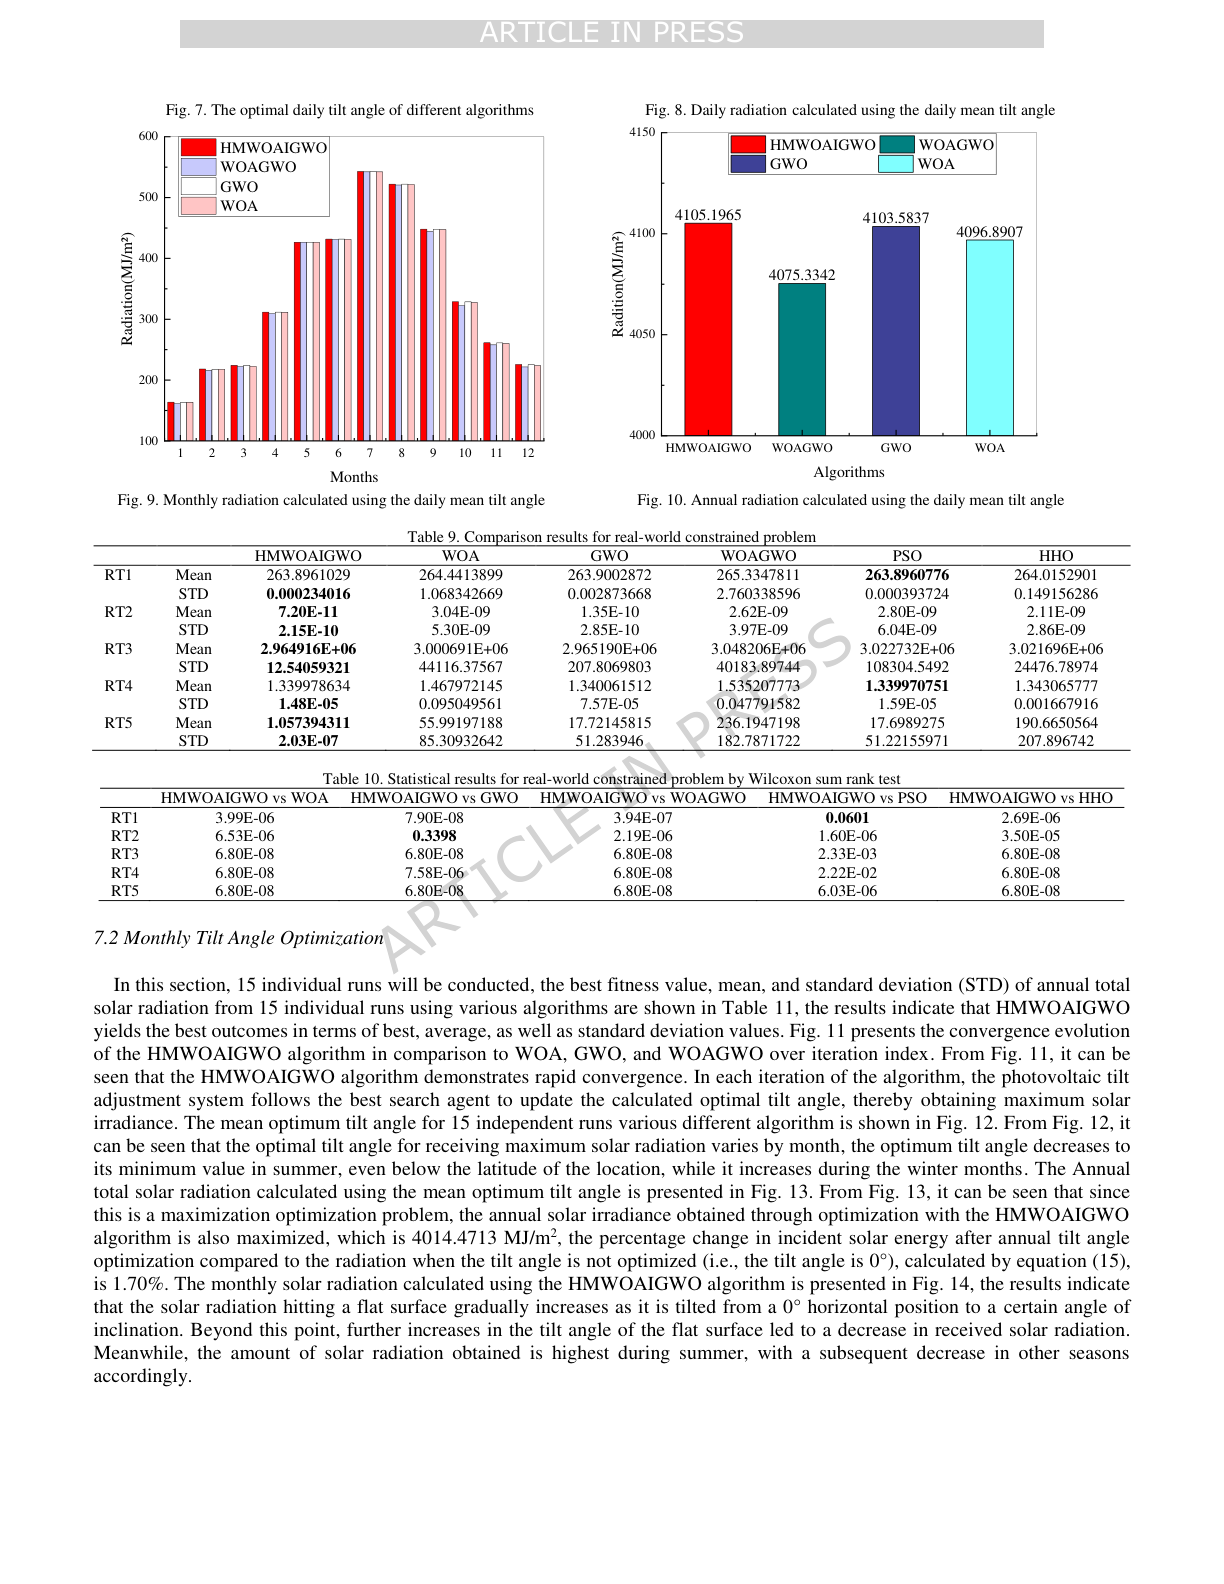 ARTICLE IN PRESS
Fig. 7. The optimal daily tilt angle of different algorithms
Fig. 8. Daily radiation calculated using the daily mean tilt angle
600
500
400
300
200
100
Radiation(MJ/m²)
HMWOAIGWO
WOAGWO
GWO
WOA
1 2 3 4 5 6 7 8 9 10 11 12
Months
4150
4100
4050
4000
Radition(MJ/m²)
HMWOAIGWO WOAGWO
GWO WOA
4105.1965
4075.3342
4103.5837
4096.8907
HMWOAIGWO WOAGWO GWO WOA
Algorithms
Fig. 9. Monthly radiation calculated using the daily mean tilt angle
Fig. 10. Annual radiation calculated using the daily mean tilt angle
Table 9. Comparison results for real-world constrained problem
HMWOAIGWO WOA GWO WOAGWO PSO HHO
RT1 Mean 263.8961029 264.4413899 263.9002872 265.3347811 263.8960776 264.0152901
STD 0.000234016 1.068342669 0.002873668 2.760338596 0.000393724 0.149156286
RT2 Mean 7.20E-11 3.04E-09 1.35E-10 2.62E-09 2.80E-09 2.11E-09
STD 2.15E-10 5.30E-09 2.85E-10 3.97E-09 6.04E-09 2.86E-09
RT3 Mean 2.964916E+06 3.000691E+06 2.965190E+06 3.048206E+06 3.022732E+06 3.021696E+06
STD 12.54059321 44116.37567 207.8069803 40183.89744 108304.5492 24476.78974
RT4 Mean 1.339978634 1.467972145 1.340061512 1.535207773 1.339970751 1.343065777
STD 1.48E-05 0.095049561 7.57E-05 0.047791582 1.59E-05 0.001667916
RT5 Mean 1.057394311 55.99197188 17.72145815 236.1947198 17.6989275 190.6650564
STD 2.03E-07 85.30932642 51.283946 182.7871722 51.22155971 207.896742
Table 10. Statistical results for real-world constrained problem by Wilcoxon sum rank test
HMWOAIGWO vs WOA HMWOAIGWO vs GWO HMWOAIGWO vs WOAGWO HMWOAIGWO vs PSO HMWOAIGWO vs HHO
RT1 3.99E-06 7.90E-08 3.94E-07 0.0601 2.69E-06
RT2 6.53E-06 0.3398 2.19E-06 1.60E-06 3.50E-05
RT3 6.80E-08 6.80E-08 6.80E-08 2.33E-03 6.80E-08
RT4 6.80E-08 7.58E-06 6.80E-08 2.22E-02 6.80E-08
RT5 6.80E-08 6.80E-08 6.80E-08 6.03E-06 6.80E-08
ARTICLE IN PRESS
7.2 Monthly Tilt Angle Optimization
In this section, 15 individual runs will be conducted, the best fitness value, mean, and standard deviation (STD) of annual total
solar radiation from 15 individual runs using various algorithms are shown in Table 11, the results indicate that HMWOAIGWO
yields the best outcomes in terms of best, average, as well as standard deviation values. Fig. 11 presents the convergence evolution
of the HMWOAIGWO algorithm in comparison to WOA, GWO, and WOAGWO over iteration index. From Fig. 11, it can be
seen that the HMWOAIGWO algorithm demonstrates rapid convergence. In each iteration of the algorithm, the photovoltaic tilt
adjustment system follows the best search agent to update the calculated optimal tilt angle, thereby obtaining maximum solar
irradiance. The mean optimum tilt angle for 15 independent runs various different algorithm is shown in Fig. 12. From Fig. 12, it
can be seen that the optimal tilt angle for receiving maximum solar radiation varies by month, the optimum tilt angle decreases to
its minimum value in summer, even below the latitude of the location, while it increases during the winter months. The Annual
total solar radiation calculated using the mean optimum tilt angle is presented in Fig. 13. From Fig. 13, it can be seen that since
this is a maximization optimization problem, the annual solar irradiance obtained through optimization with the HMWOAIGWO
algorithm is also maximized, which is 4014.4713 MJ/m², the percentage change in incident solar energy after annual tilt angle
optimization compared to the radiation when the tilt angle is not optimized (i.e., the tilt angle is 0°), calculated by equation (15),
is 1.70%. The monthly solar radiation calculated using the HMWOAIGWO algorithm is presented in Fig. 14, the results indicate
that the solar radiation hitting a flat surface gradually increases as it is tilted from a 0° horizontal position to a certain angle of
inclination. Beyond this point, further increases in the tilt angle of the flat surface led to a decrease in received solar radiation.
Meanwhile, the amount of solar radiation obtained is highest during summer, with a subsequent decrease in other seasons
accordingly.